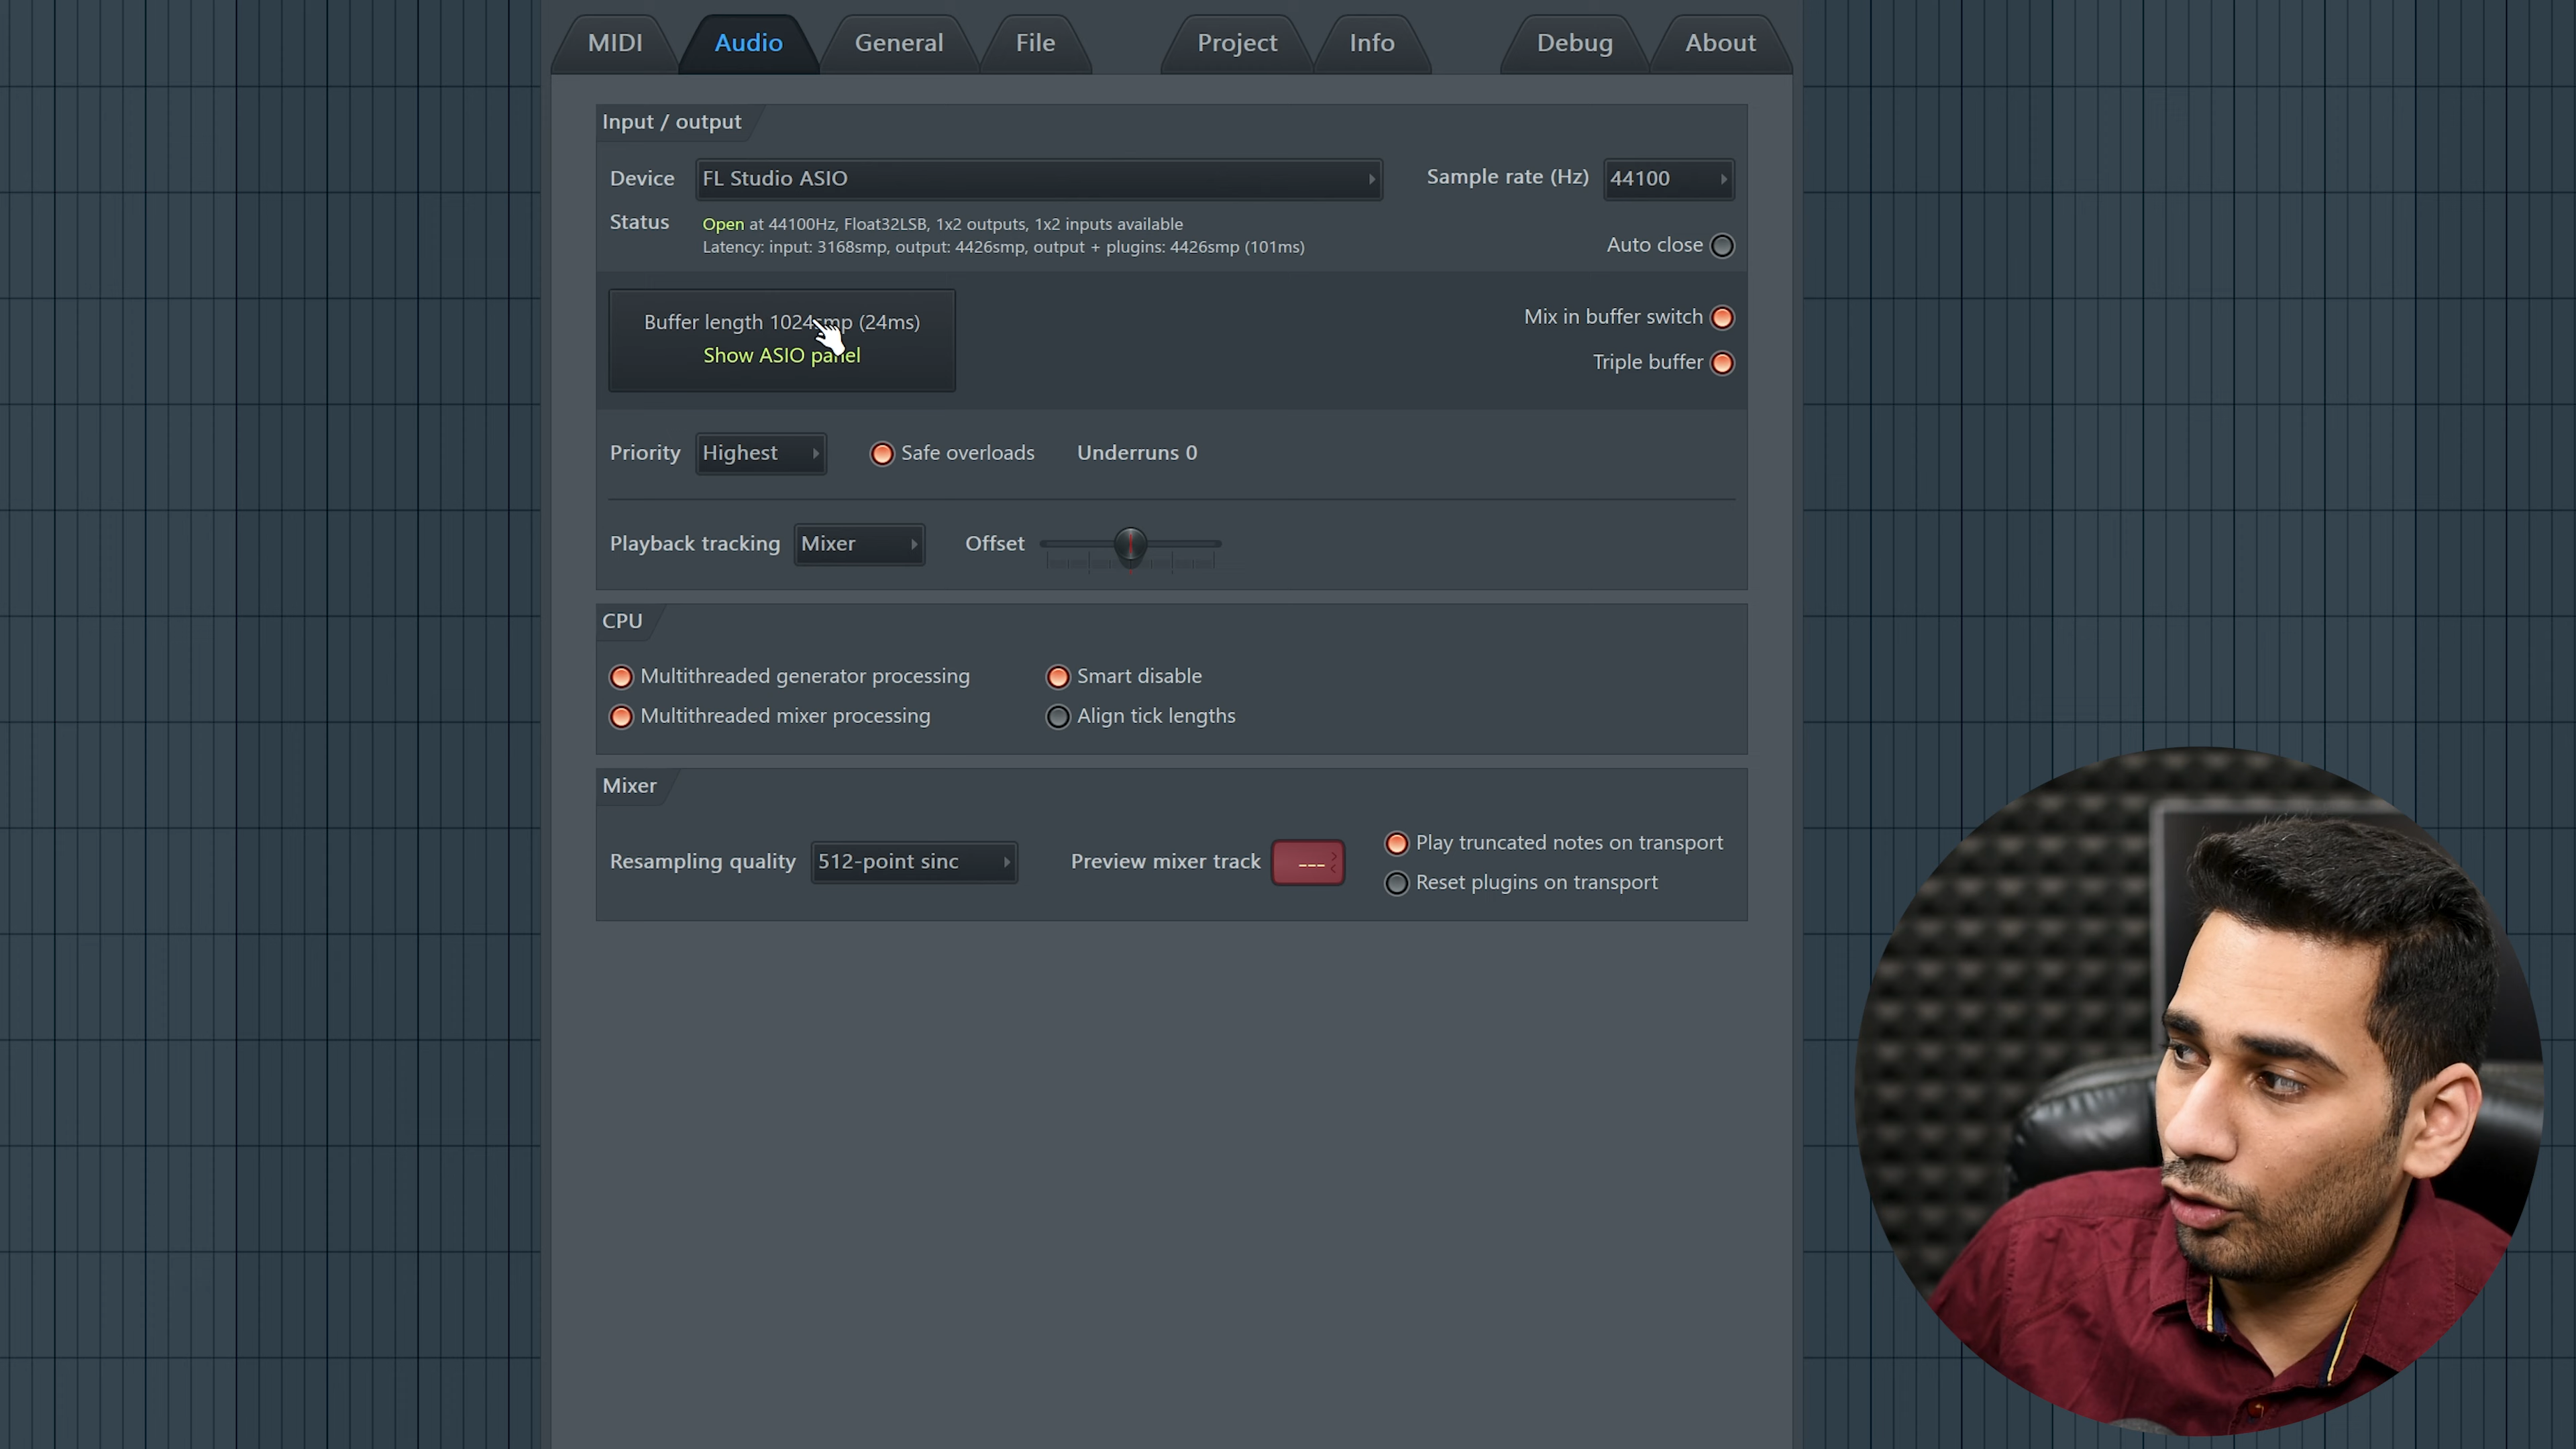 MIDI Audio General File Project Info Debug About
Input / output
Device FL Studio ASIO Sample rate (Hz) 44100
Status Open at 44100Hz, Float32LSB, 1x2 outputs, 1x2 inputs available
Latency: input: 3168smp, output: 4426smp, output + plugins: 4426smp (101ms)
Auto close
Buffer length 1024smp (24ms)
Show ASIO panel
Mix in buffer switch
Triple buffer
Priority Highest Safe overloads Underruns 0
Playback tracking Mixer Offset
CPU
Multithreaded generator processing Smart disable
Multithreaded mixer processing Align tick lengths
Mixer
Resampling quality 512-point sinc Preview mixer track ---
Play truncated notes on transport
Reset plugins on transport